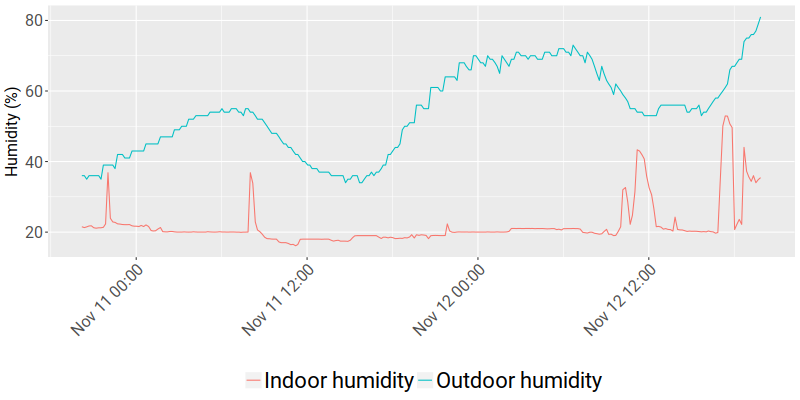 Humidity (%)
80
60
40
20
Nov 11 00:00
Nov 11 12:00
Nov 12 00:00
Nov 12 12:00
Indoor humidity Outdoor humidity